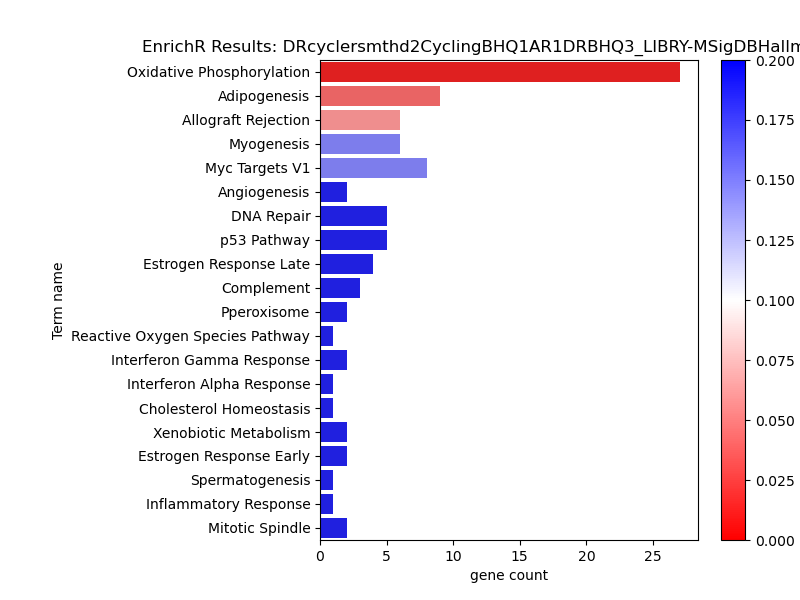 EnrichR Results: DRcyclersmthd2CyclingBHQ1AR1DRBHQ3_LIBRY-MSigDBHallm
Oxidative Phosphorylation
Adipogenesis
Allograft Rejection
Myogenesis
Myc Targets V1
Angiogenesis
DNA Repair
p53 Pathway
Estrogen Response Late
Complement
Pperoxisome
Reactive Oxygen Species Pathway
Interferon Gamma Response
Interferon Alpha Response
Cholesterol Homeostasis
Xenobiotic Metabolism
Estrogen Response Early
Spermatogenesis
Inflammatory Response
Mitotic Spindle
Term name
0 5 10 15 20 25
gene count
0.200
0.175
0.150
0.125
0.100
0.075
0.050
0.025
0.000